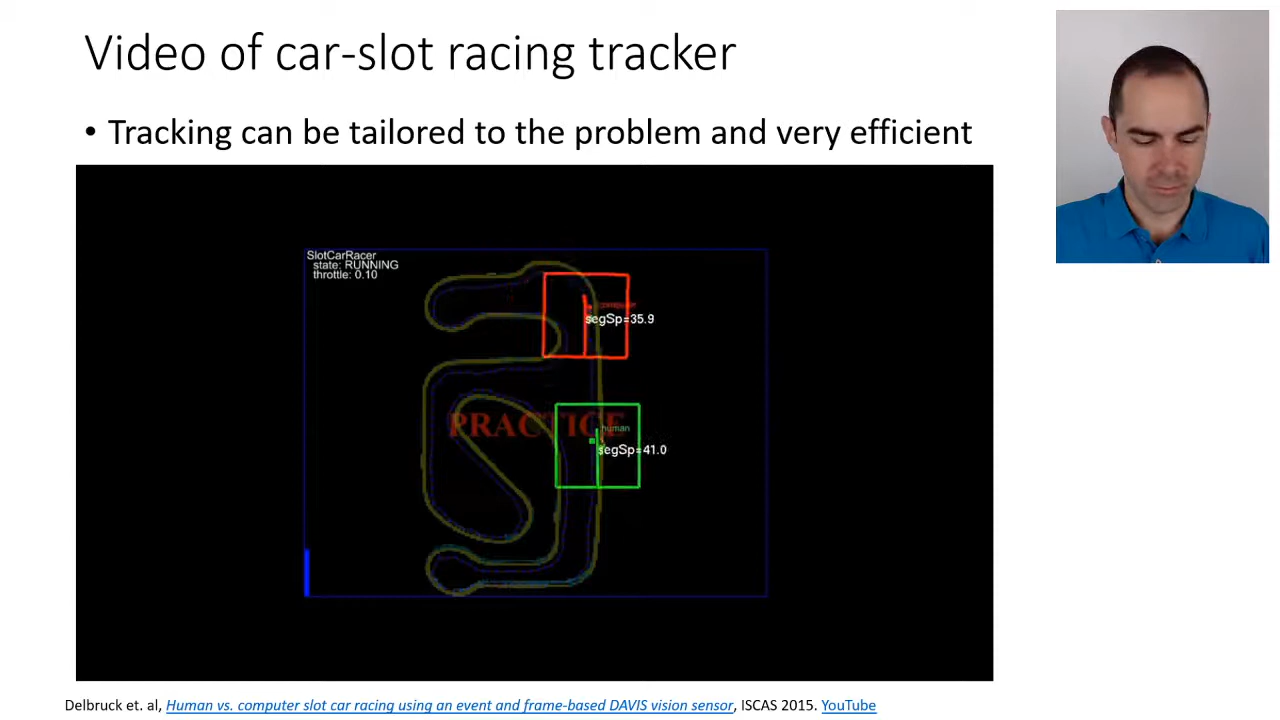 Video of car-slot racing tracker
• Tracking can be tailored to the problem and very efficient
SlotCarRacer
state: RUNNING
throttle: 0.10
computer
segSp=35.9
PRACTICE
human
segSp=41.0
Delbruck et. al, Human vs. computer slot car racing using an event and frame-based DAVIS vision sensor, ISCAS 2015. YouTube